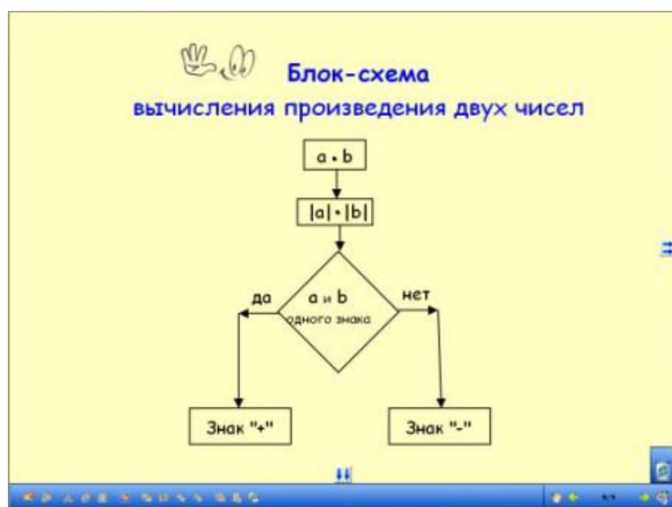 Блок-схема
вычисления произведения двух чисел
a • b
|a| • |b|
да
a и b
нет
одного знака
Знак "+"
Знак "-"